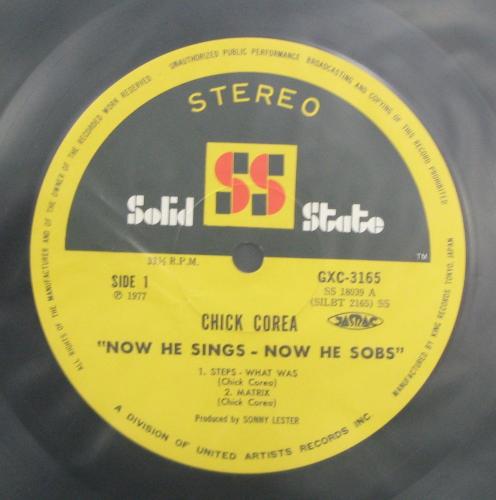 UNAUTHORIZED PUBLIC PERFORMANCE BROADCASTING AND COPYING OF THIS RECORD PROHIBITED
ALL RIGHTS OF THE MANUFACTURER AND OF THE OWNER OF THE RECORDED WORK RESERVED
STEREO
SS
Solid State
TM
33⅓ R.P.M.
SIDE 1
GXC-3165
℗ 1977
SS 18039 A
(SILBT 2165) SS
JASRAC
CHICK COREA
"NOW HE SINGS - NOW HE SOBS"
1. STEPS - WHAT WAS
(Chick Corea)
2. MATRIX
(Chick Corea)
Produced by SONNY LESTER
A DIVISION OF UNITED ARTISTS RECORDS INC.
MANUFACTURED BY KING RECORDS TOKYO, JAPAN